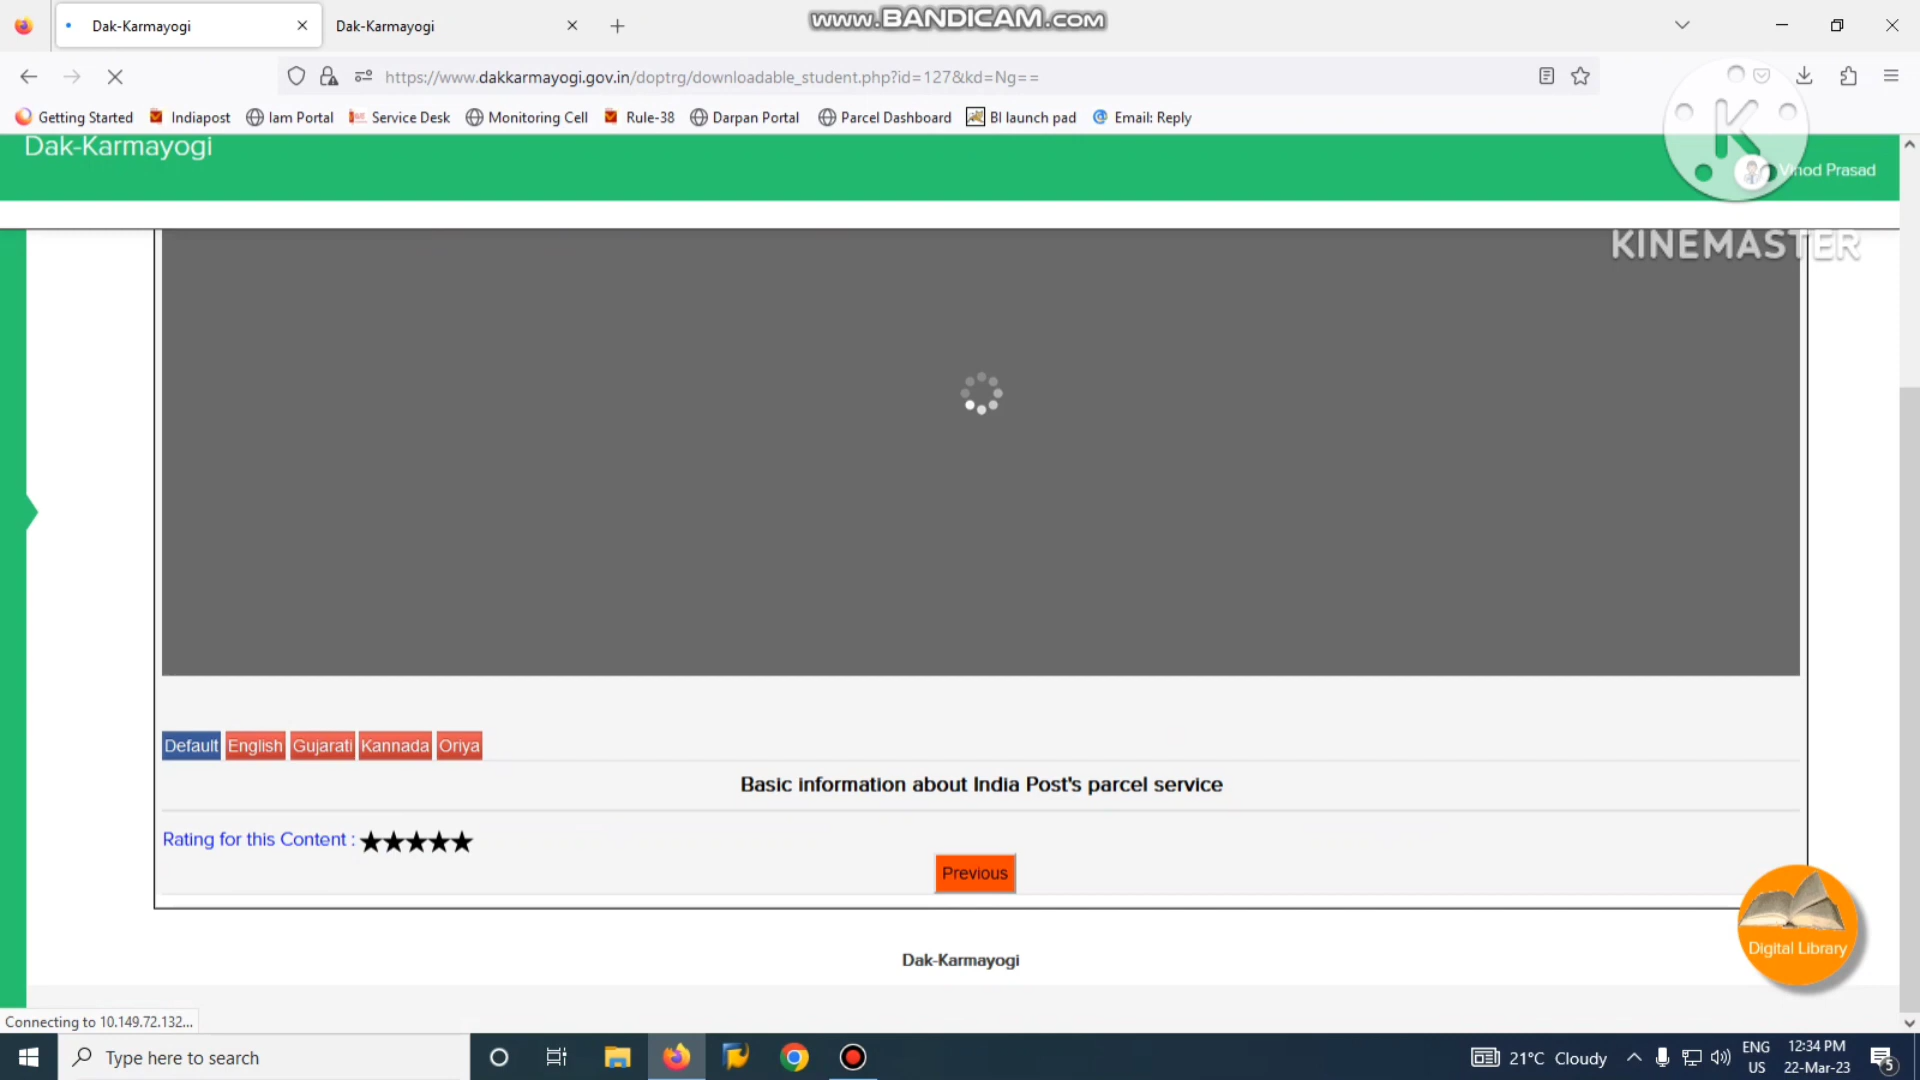 Dak-Karmayogi
Dak-Karmayogi
www.BANDICAM.com
https://www.dakkarmayogi.gov.in/doptrg/downloadable_student.php?id=127&kd=Ng==
Getting Started
Indiapost
Iam Portal
Service Desk
Monitoring Cell
Rule-38
Darpan Portal
Parcel Dashboard
BI launch pad
Email: Reply
Dak-Karmayogi
K
Vinod Prasad
KINEMASTER
Default English Gujarati Kannada Oriya
Basic information about India Post's parcel service
Rating for this Content : ★★★★★
Previous
Digital Library
Dak-Karmayogi
Connecting to 10.149.72.132...
Type here to search
21°C Cloudy
ENG
US
12:34 PM
22-Mar-23
5